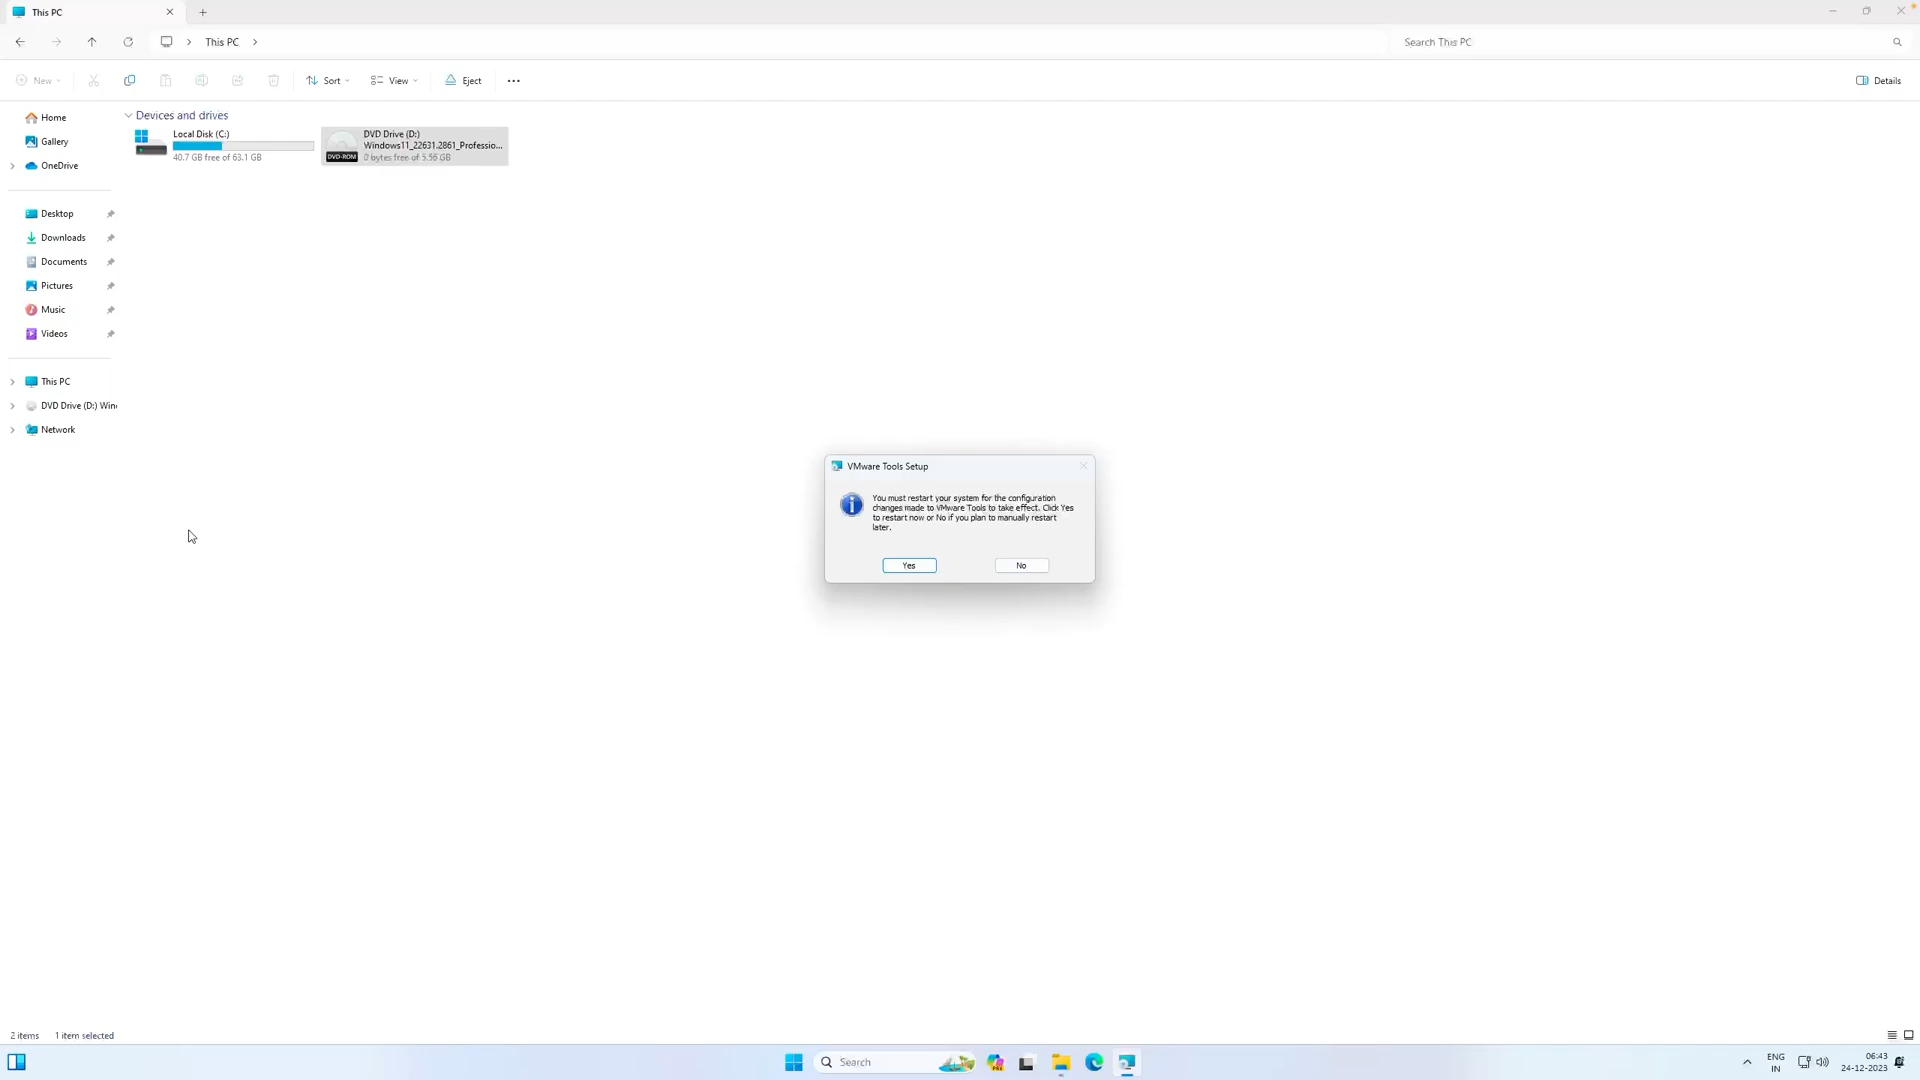 This PC
This PC
Search This PC
New
Sort
View
Eject
Details
Home
Gallery
OneDrive
Desktop
Downloads
Documents
Pictures
Music
Videos
This PC
DVD Drive (D:) Win
Network
Devices and drives
Local Disk (C:)
40.7 GB free of 63.1 GB
DVD-ROM
DVD Drive (D:)
Windows11_22631.2861_Professio...
0 bytes free of 5.56 GB
VMware Tools Setup
You must restart your system for the configuration
changes made to VMware Tools to take effect. Click Yes
to restart now or No if you plan to manually restart
later.
Yes
No
2 items
1 item selected
Search
PRE
ENG
IN
06:43
24-12-2023